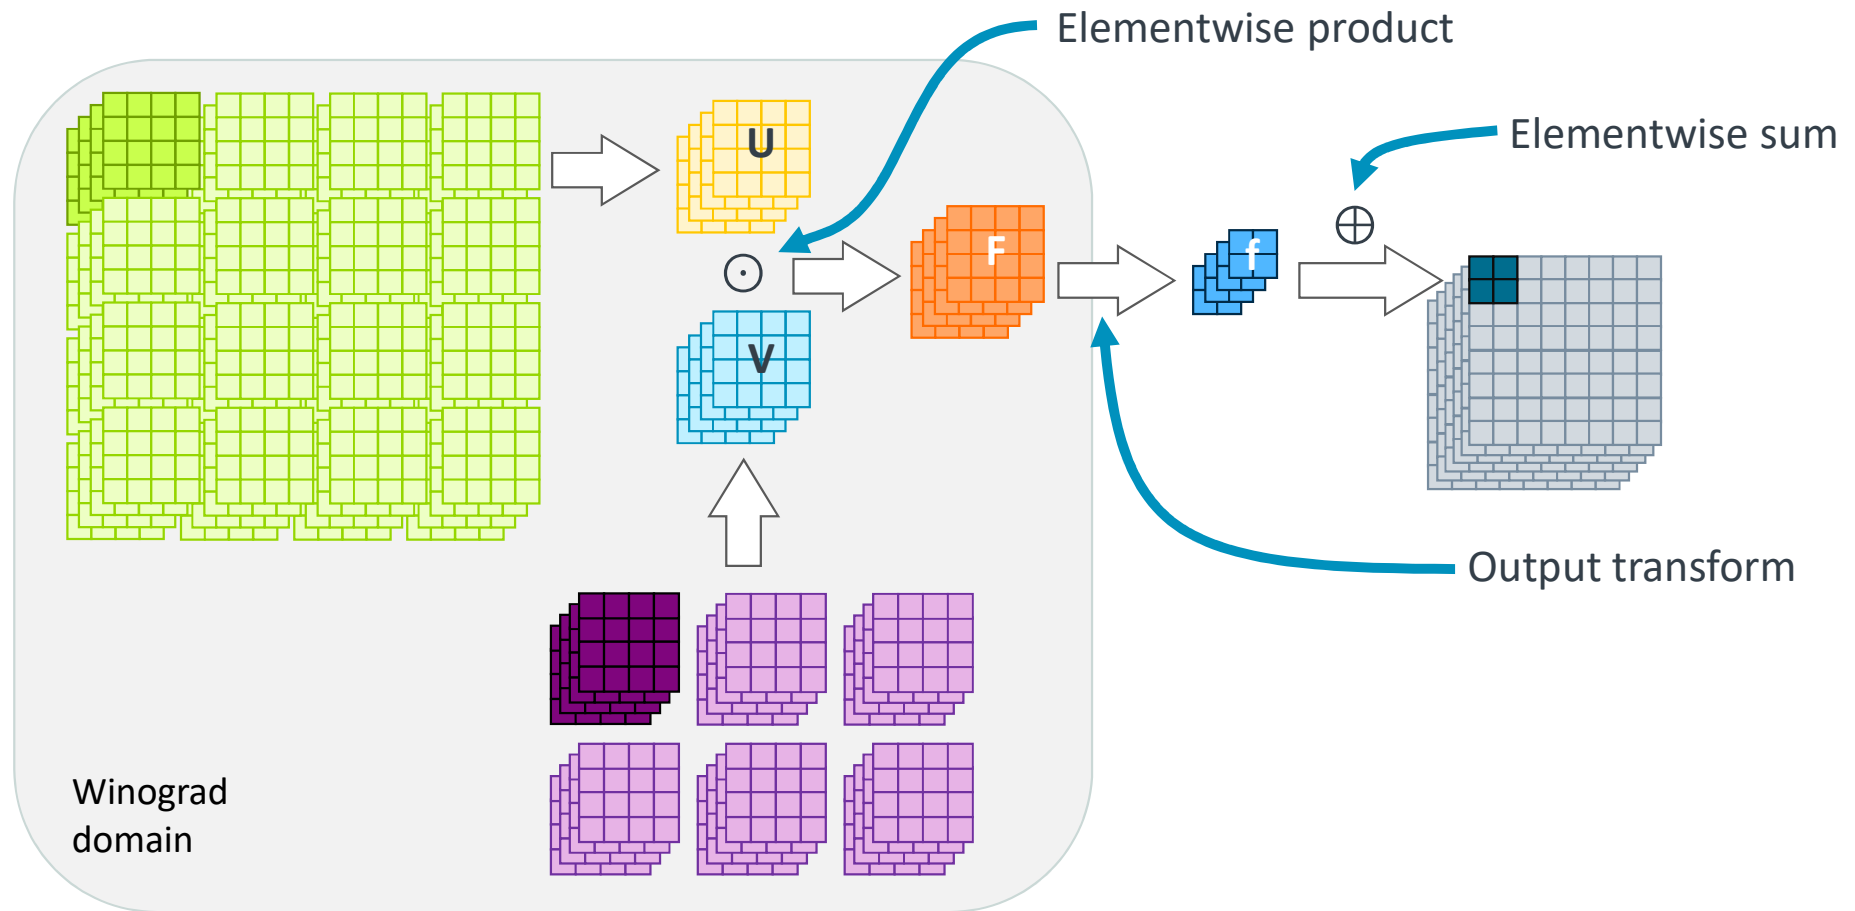 Elementwise product
Elementwise sum
U
F
f
V
Output transform
Winograd
domain